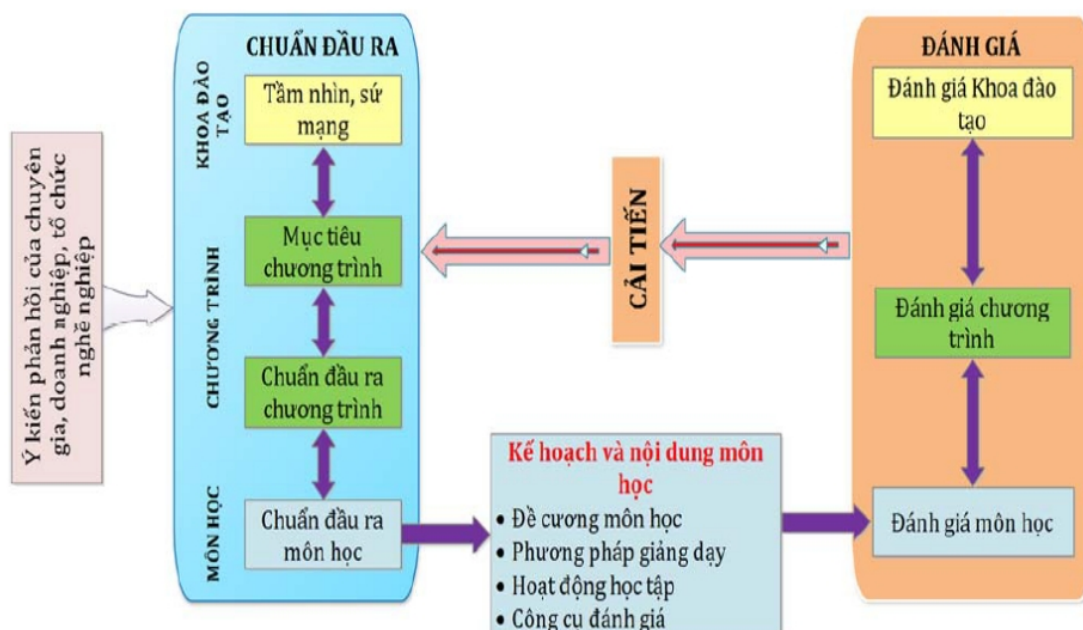 Ý kiến phản hồi của chuyên
gia, doanh nghiệp, tổ chức
nghề nghiệp
CHUẨN ĐẦU RA
KHOA ĐÀO
TẠO
Tầm nhìn, sứ
mạng
CHƯƠNG TRÌNH
Mục tiêu
chương trình
Chuẩn đầu ra
chương trình
MÔN HỌC
Chuẩn đầu ra
môn học
Kế hoạch và nội dung môn
học
• Đề cương môn học
• Phương pháp giảng dạy
• Hoạt động học tập
• Công cụ đánh giá
CẢI TIẾN
ĐÁNH GIÁ
Đánh giá Khoa đào
tạo
Đánh giá chương
trình
Đánh giá môn học